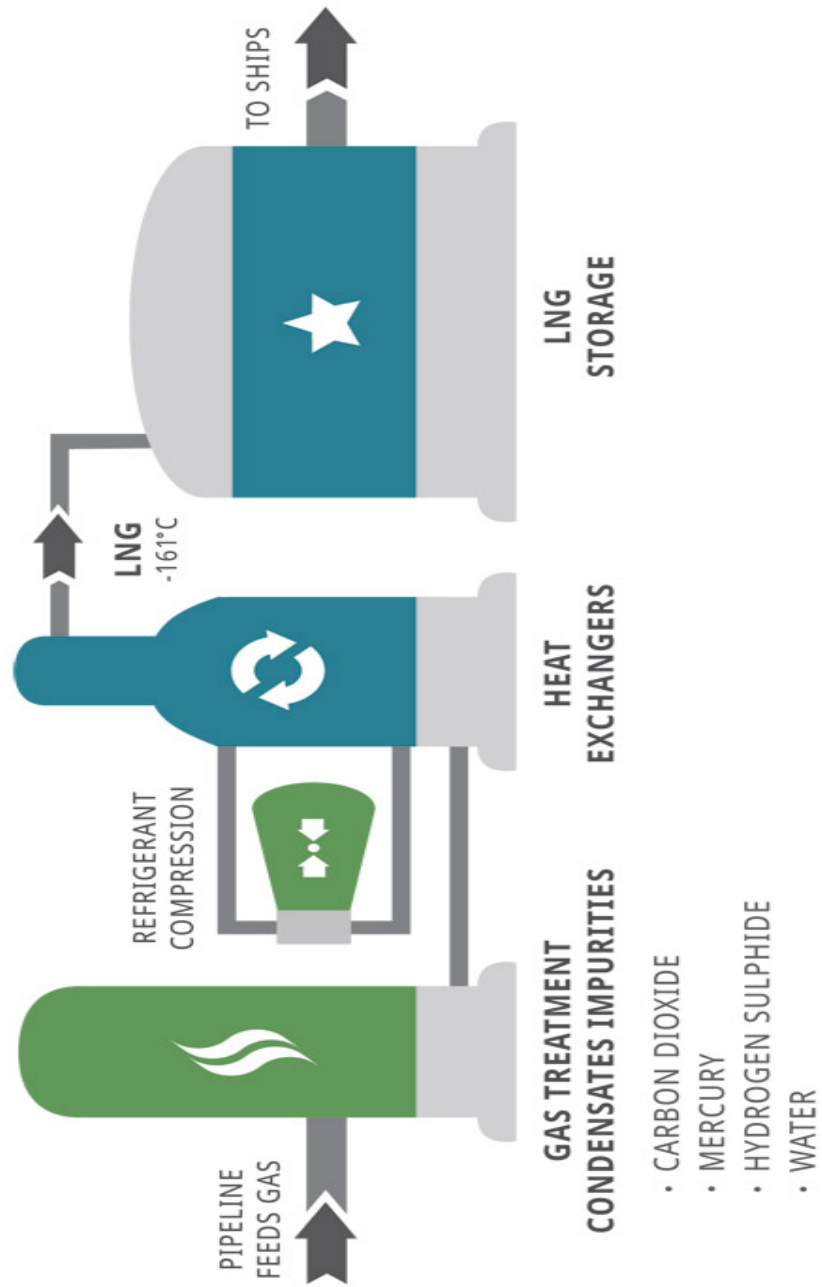 PIPELINE
FEEDS GAS
REFRIGERANT
COMPRESSION
LNG
-161°C
TO SHIPS
GAS TREATMENT
CONDENSATES IMPURITIES
• CARBON DIOXIDE
• MERCURY
• HYDROGEN SULPHIDE
• WATER
HEAT
EXCHANGERS
LNG
STORAGE